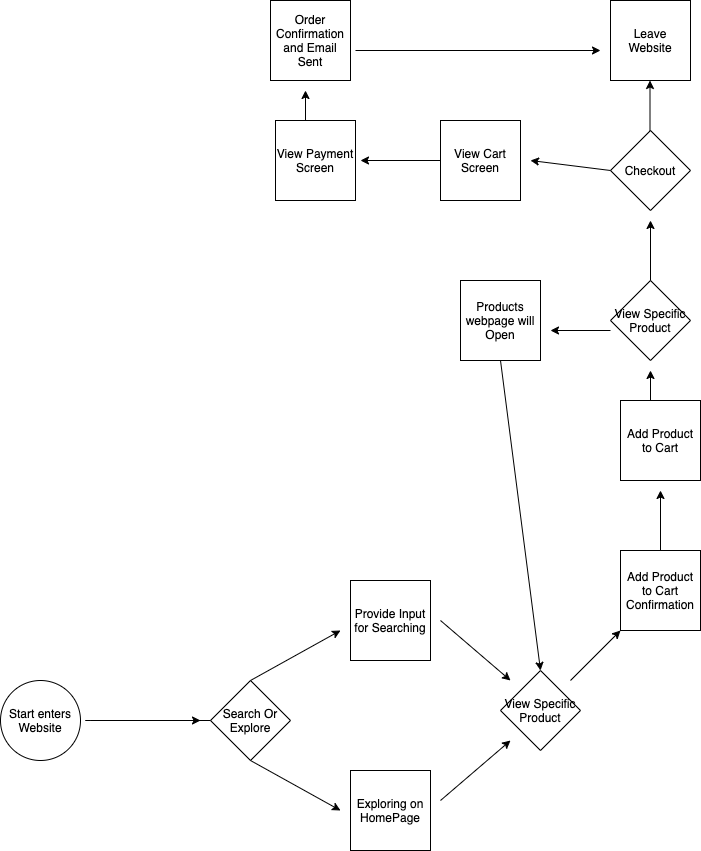 Order
Confirmation
and Email
Sent
Leave
Website
View Payment
Screen
View Cart
Screen
Checkout
Products
webpage will
Open
View Specific
Product
Add Product
to Cart
Add Product
to Cart
Confirmation
Provide Input
for Searching
Start enters
Website
Search Or
Explore
View Specific
Product
Exploring on
HomePage